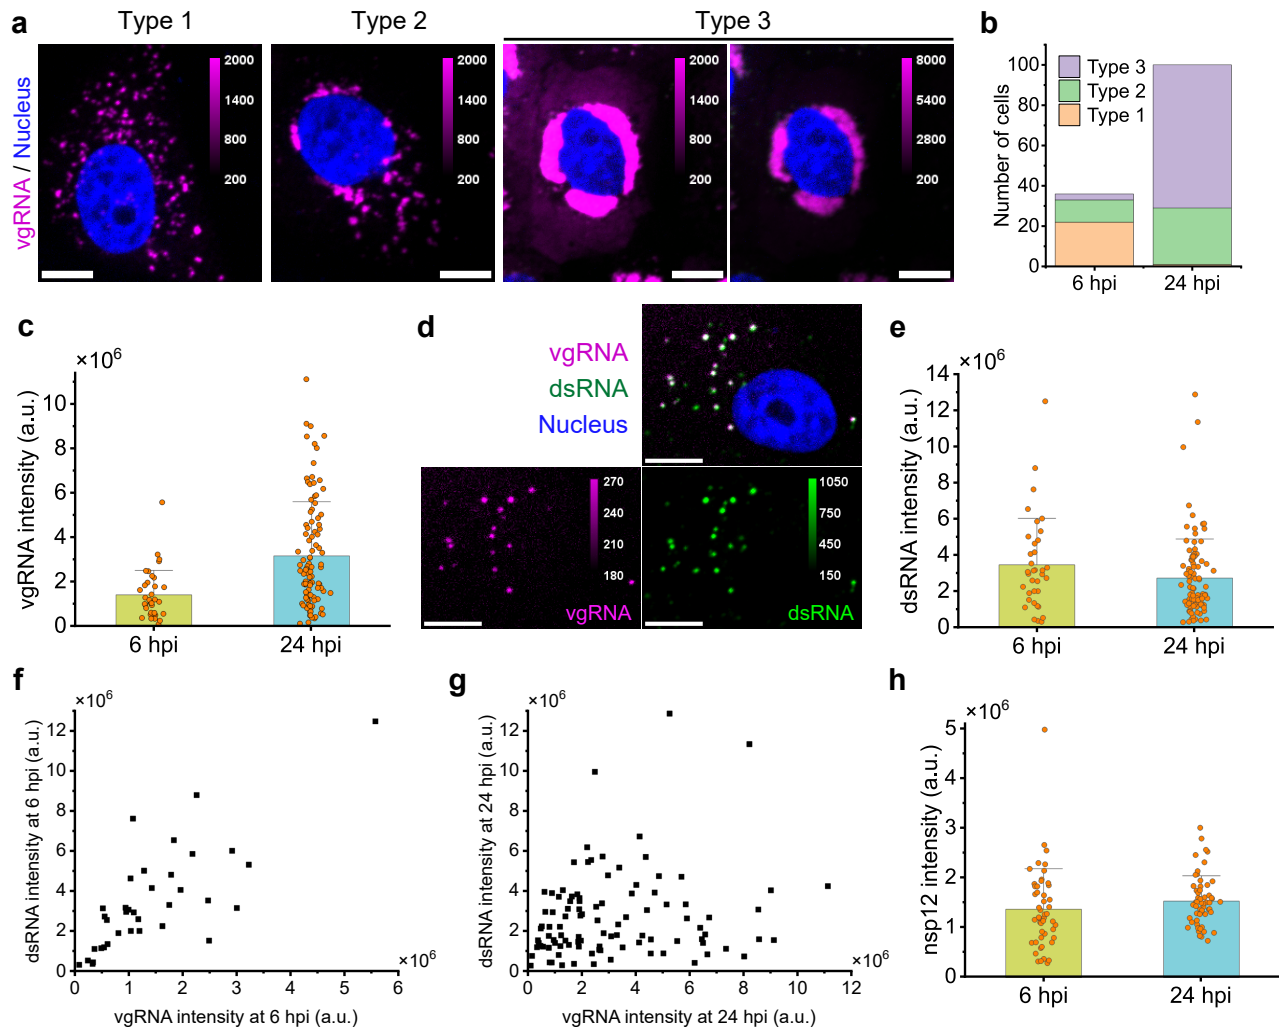 a
Type 1
Type 2
Type 3
vgRNA / Nucleus
2000
1400
800
200
2000
1400
800
200
2000
1400
800
200
8000
5400
2800
200
b
Number of cells
100
80
60
40
20
0
Type 3
Type 2
Type 1
6 hpi
24 hpi
c
×10⁶
vgRNA intensity (a.u.)
10
8
6
4
2
0
6 hpi
24 hpi
d
vgRNA
dsRNA
Nucleus
270
240
210
180
vgRNA
1050
750
450
150
dsRNA
e
×10⁶
dsRNA intensity (a.u.)
14
12
10
8
6
4
2
0
6 hpi
24 hpi
f
×10⁶
dsRNA intensity at 6 hpi (a.u.)
12
10
8
6
4
2
0
0 1 2 3 4 5 6
×10⁶
vgRNA intensity at 6 hpi (a.u.)
g
×10⁶
dsRNA intensity at 24 hpi (a.u.)
12
10
8
6
4
2
0
0 2 4 6 8 10 12
×10⁶
vgRNA intensity at 24 hpi (a.u.)
h
×10⁶
nsp12 intensity (a.u.)
5
4
3
2
1
0
6 hpi
24 hpi